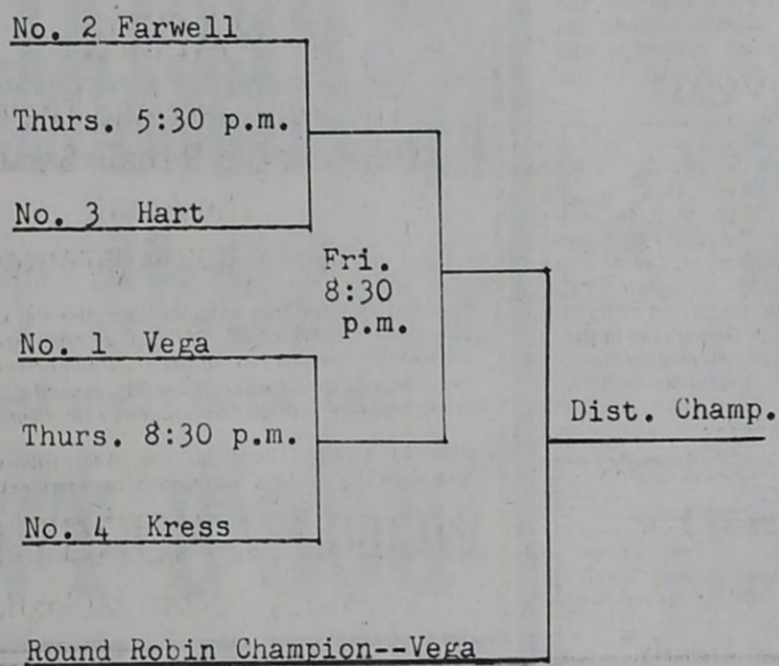 No. 2 Farwell
Thurs. 5:30 p.m.
No. 3 Hart
Fri.
8:30
p.m.
No. 1 Vega
Thurs. 8:30 p.m.
Dist. Champ.
No. 4 Kress
Round Robin Champion--Vega